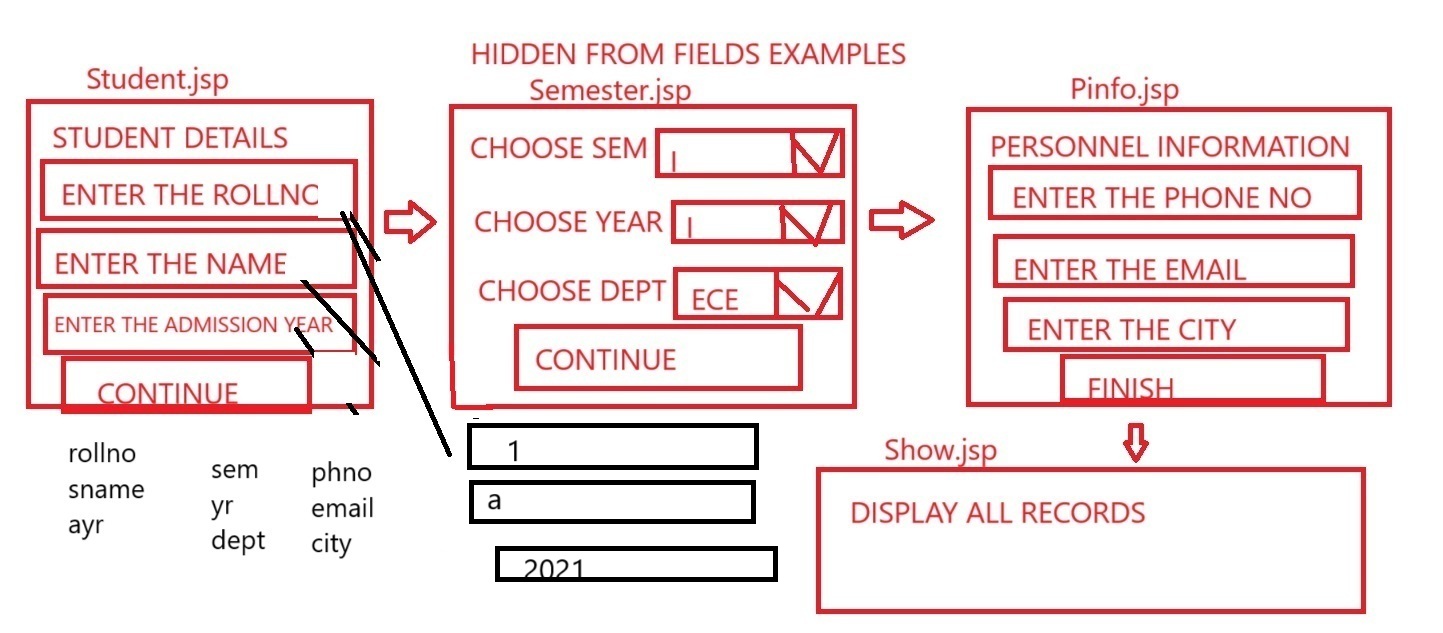 HIDDEN FROM FIELDS EXAMPLES
Student.jsp
STUDENT DETAILS
ENTER THE ROLLNO
ENTER THE NAME
ENTER THE ADMISSION YEAR
CONTINUE
Semester.jsp
CHOOSE SEM I
CHOOSE YEAR I
CHOOSE DEPT ECE
CONTINUE
Pinfo.jsp
PERSONNEL INFORMATION
ENTER THE PHONE NO
ENTER THE EMAIL
ENTER THE CITY
FINISH
rollno
sname
ayr
sem
yr
dept
phno
email
city
1
a
2021
Show.jsp
DISPLAY ALL RECORDS